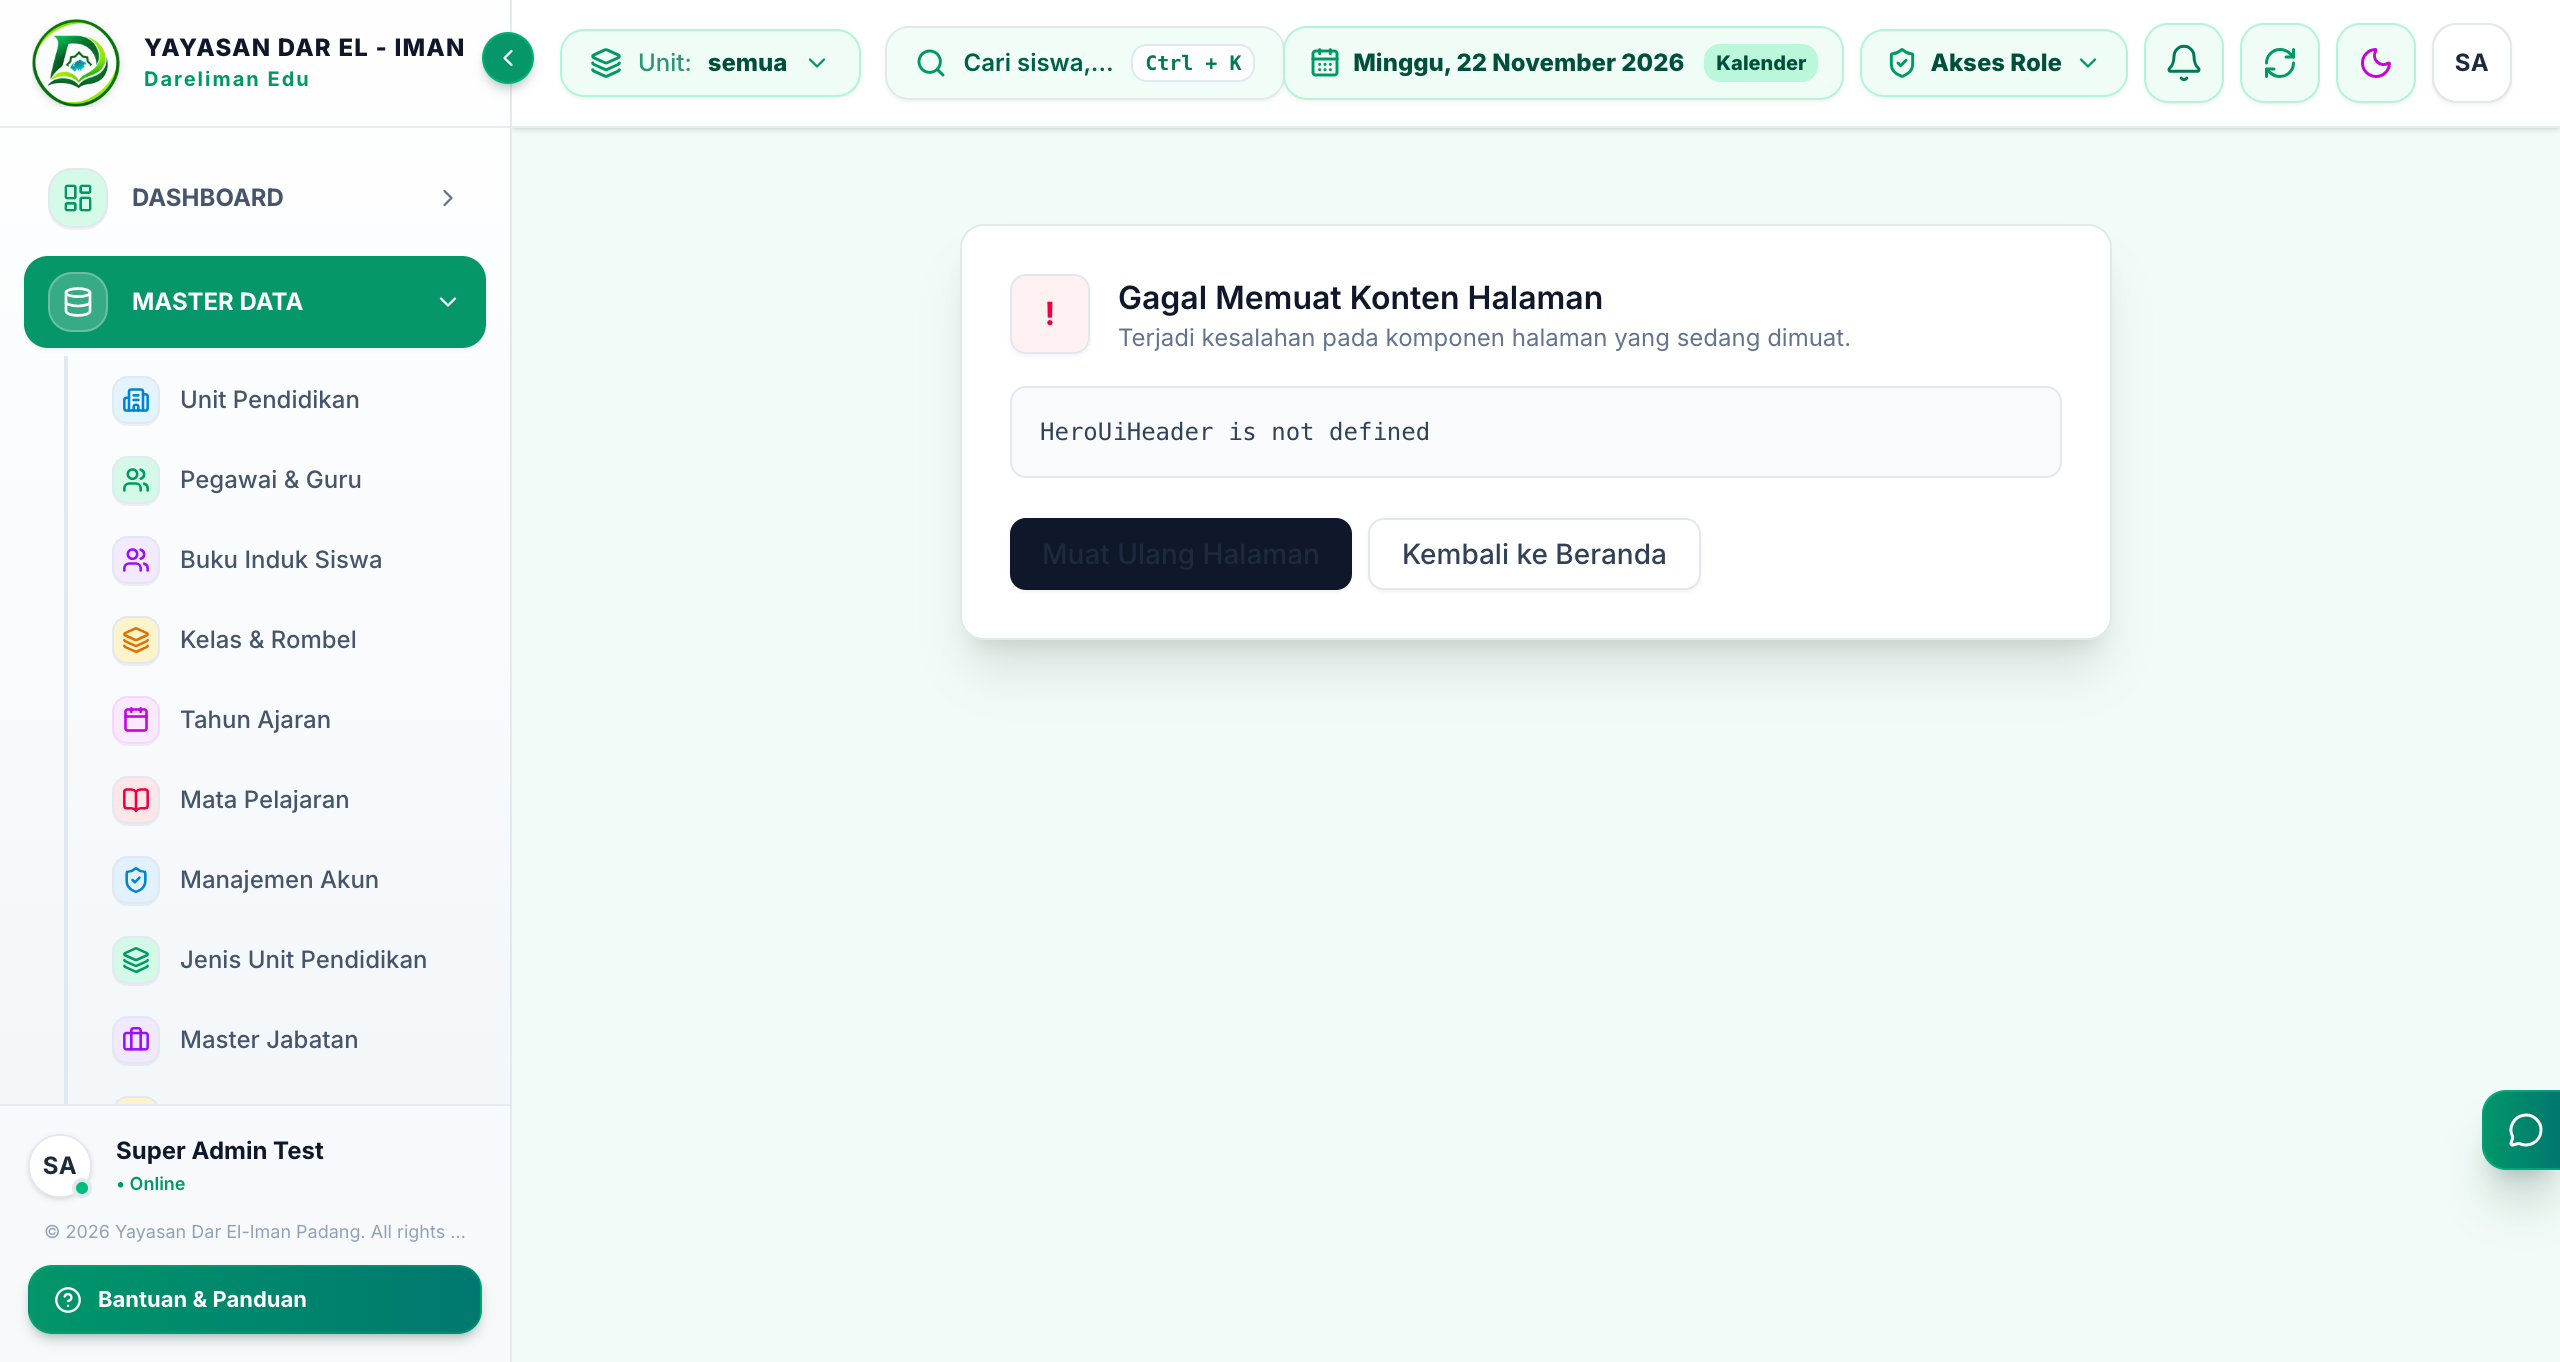 YAYASAN DAR EL - IMAN
Dareliman Edu
Unit: semua
Cari siswa,...
Ctrl + K
Minggu, 22 November 2026
Kalender
Akses Role
SA
DASHBOARD
MASTER DATA
Unit Pendidikan
Pegawai & Guru
Buku Induk Siswa
Kelas & Rombel
Tahun Ajaran
Mata Pelajaran
Manajemen Akun
Jenis Unit Pendidikan
Master Jabatan
SA
Super Admin Test
• Online
© 2026 Yayasan Dar El-Iman Padang. All rights ...
Bantuan & Panduan
!
Gagal Memuat Konten Halaman
Terjadi kesalahan pada komponen halaman yang sedang dimuat.
HeroUiHeader is not defined
Muat Ulang Halaman
Kembali ke Beranda